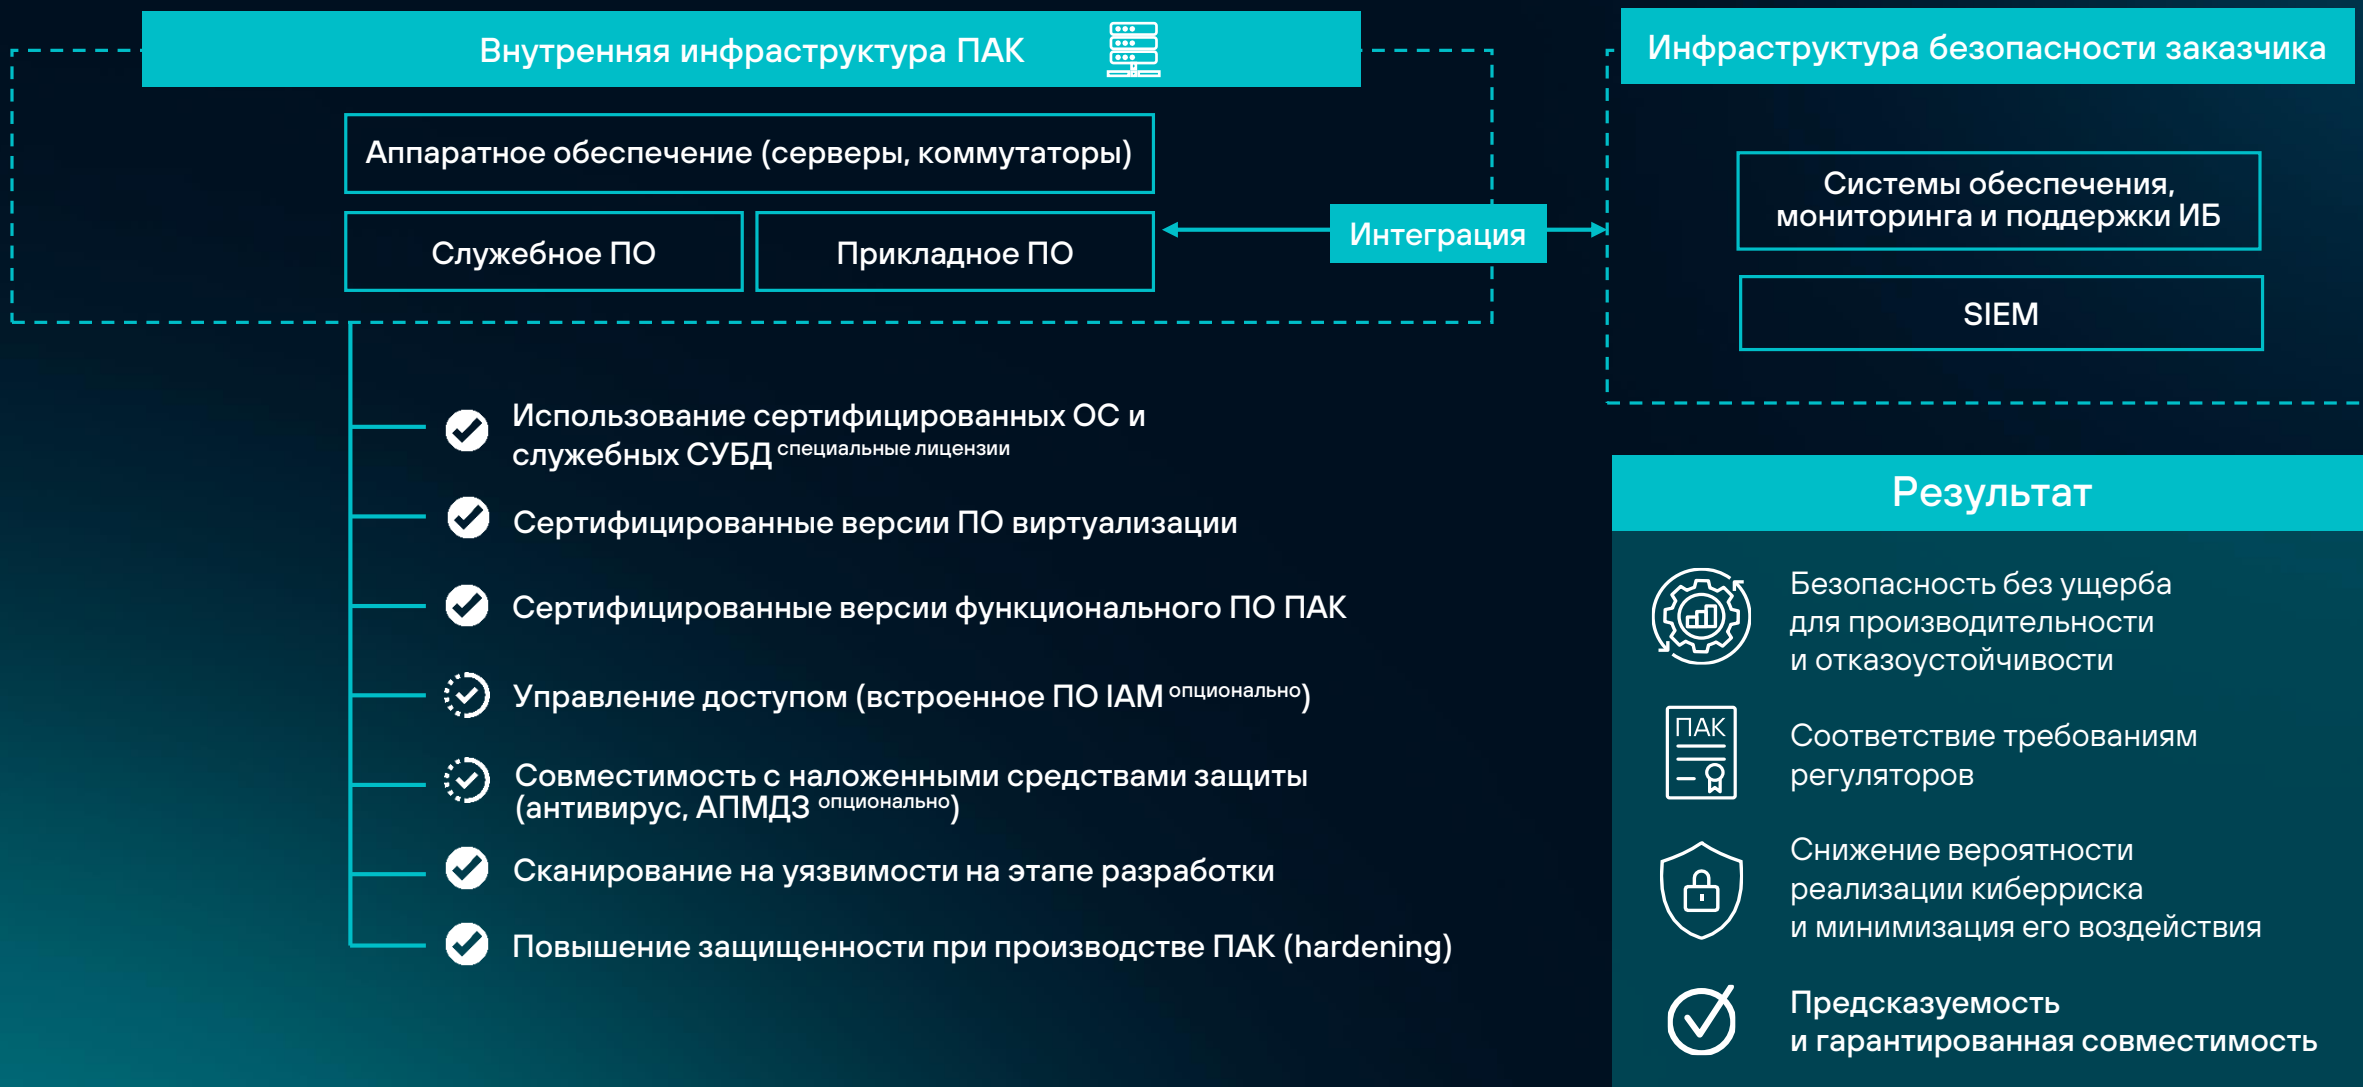 Внутренняя инфраструктура ПАК
Аппаратное обеспечение (серверы, коммутаторы)
Служебное ПО
Прикладное ПО
Интеграция
Инфраструктура безопасности заказчика
Системы обеспечения,
мониторинга и поддержки ИБ
SIEM
Использование сертифицированных ОС и
служебных СУБД специальные лицензии
Сертифицированные версии ПО виртуализации
Сертифицированные версии функционального ПО ПАК
Управление доступом (встроенное ПО IAM опционально)
Совместимость с наложенными средствами защиты
(антивирус, АПМДЗ опционально)
Сканирование на уязвимости на этапе разработки
Повышение защищенности при производстве ПАК (hardening)
Результат
Безопасность без ущерба
для производительности
и отказоустойчивости
ПАК
Соответствие требованиям
регуляторов
Снижение вероятности
реализации киберриска
и минимизация его воздействия
Предсказуемость
и гарантированная совместимость